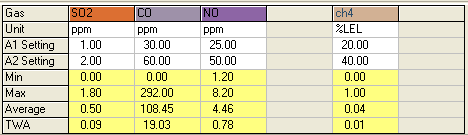 Gas SO2 CO NO ch4
Unit ppm ppm ppm %LEL
A1 Setting 1.00 30.00 25.00 20.00
A2 Setting 2.00 60.00 50.00 40.00
Min 0.00 0.00 1.20 0.00
Max 1.80 292.00 8.20 1.00
Average 0.50 108.45 4.46 0.04
TWA 0.09 19.03 0.78 0.01